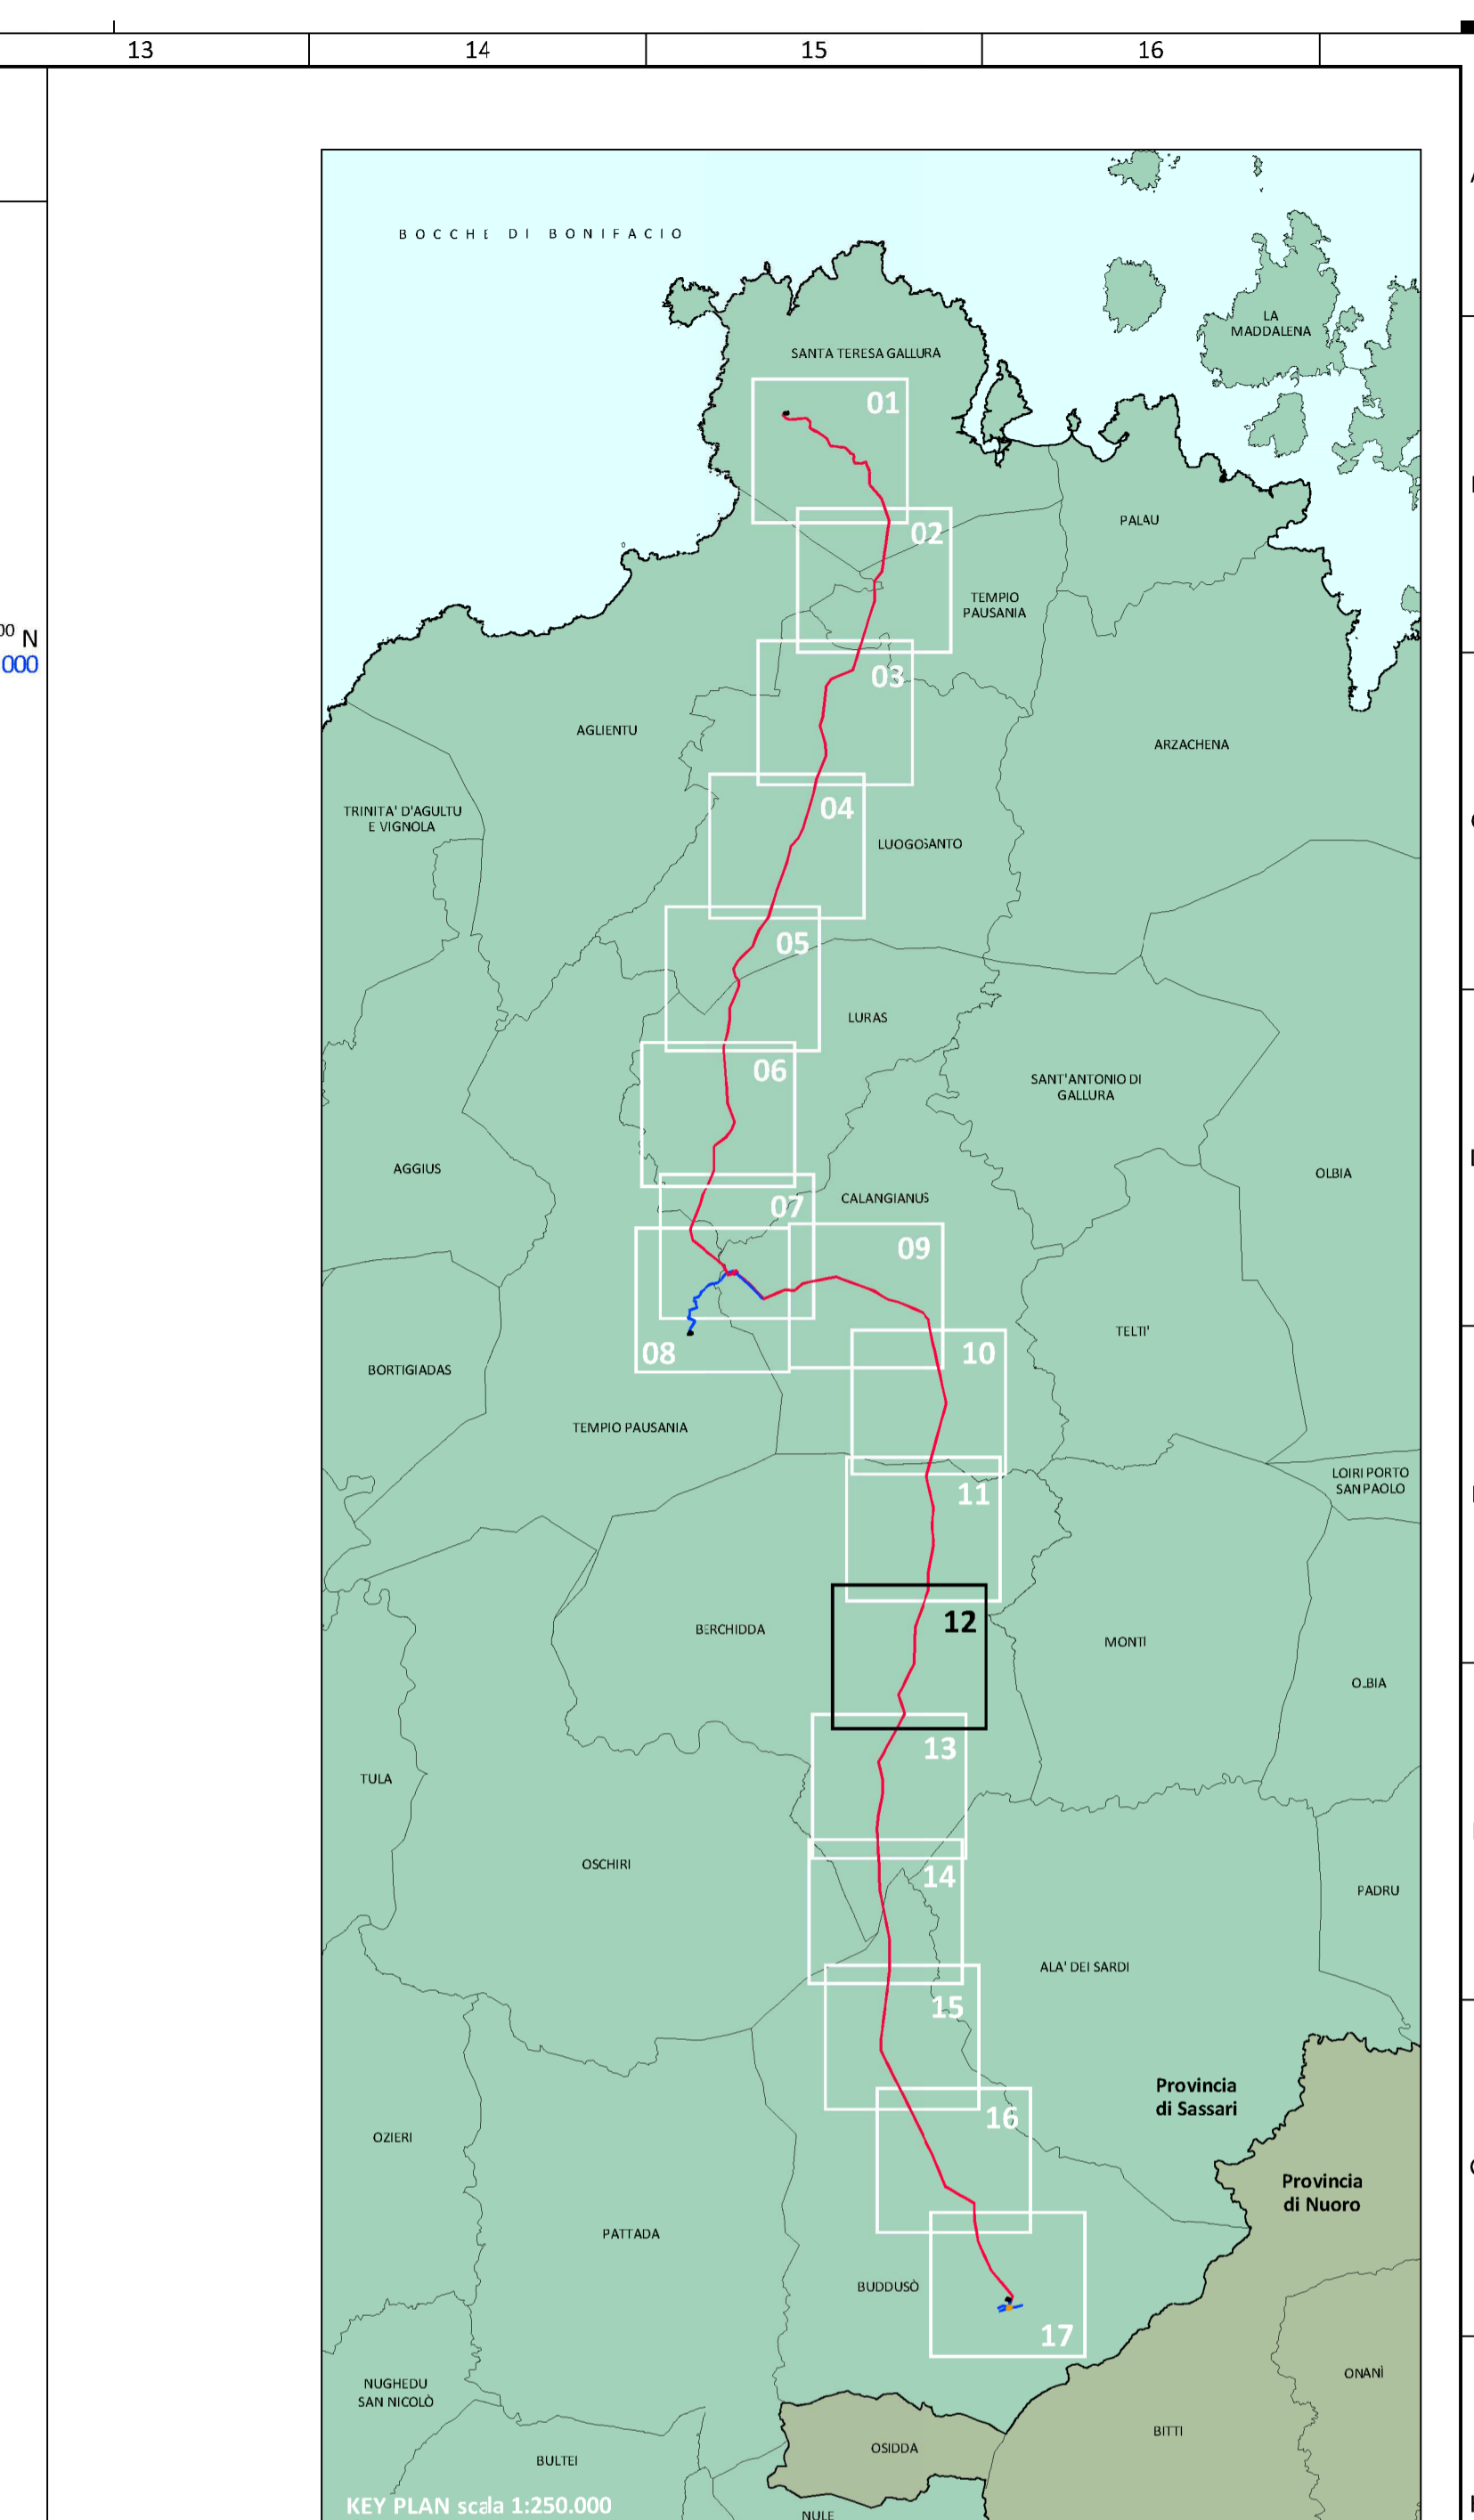 13
14
15
16
BOCCHE DI BONIFACIO
LA
MADDALENA
SANTA TERESA GALLURA
01
PALAU
02
TEMPIO
PAUSANIA
N
000
03
AGLIENTU
ARZACHENA
TRINITA' D'AGULTU
E VIGNOLA
04
LUOGOSANTO
05
LURAS
06
SANT'ANTONIO DI
GALLURA
AGGIUS
OLBIA
CALANGIANUS
07
09
TELTI'
08
10
BORTIGIADAS
TEMPIO PAUSANIA
LOIRI PORTO
SAN PAOLO
11
12
BERCHIDDA
MONTI
OLBIA
13
TULA
OSCHIRI
14
PADRU
ALA' DEI SARDI
15
Provincia
di Sassari
16
OZIERI
Provincia
di Nuoro
PATTADA
BUDDUSÒ
17
ONANÌ
NUGHEDU
SAN NICOLÒ
BITTI
OSIDDA
BULTEI
KEY PLAN scala 1:250.000
NULE